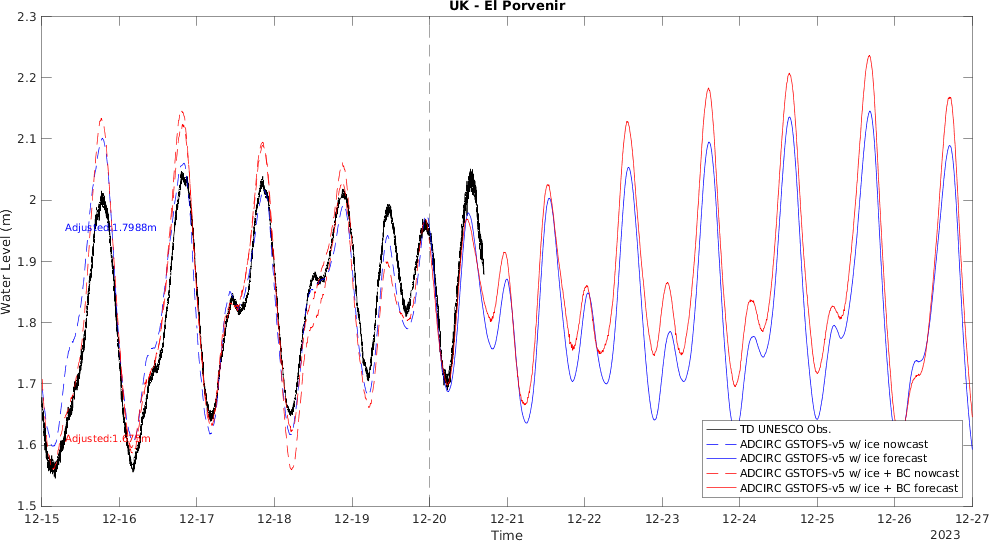 UK - El Porvenir
2.3
2.2
2.1
2
1.9
1.8
1.7
1.6
1.5
Water Level (m)
Adjusted:1.7988m
TD UNESCO Obs.
ADCIRC GSTOFS-v5 w/ ice nowcast
ADCIRC GSTOFS-v5 w/ ice forecast
ADCIRC GSTOFS-v5 w/ ice + BC nowcast
ADCIRC GSTOFS-v5 w/ ice + BC forecast
12-15 12-16 12-17 12-18 12-19 12-20 12-21 12-22 12-23 12-24 12-25 12-26 12-27
Time
2023